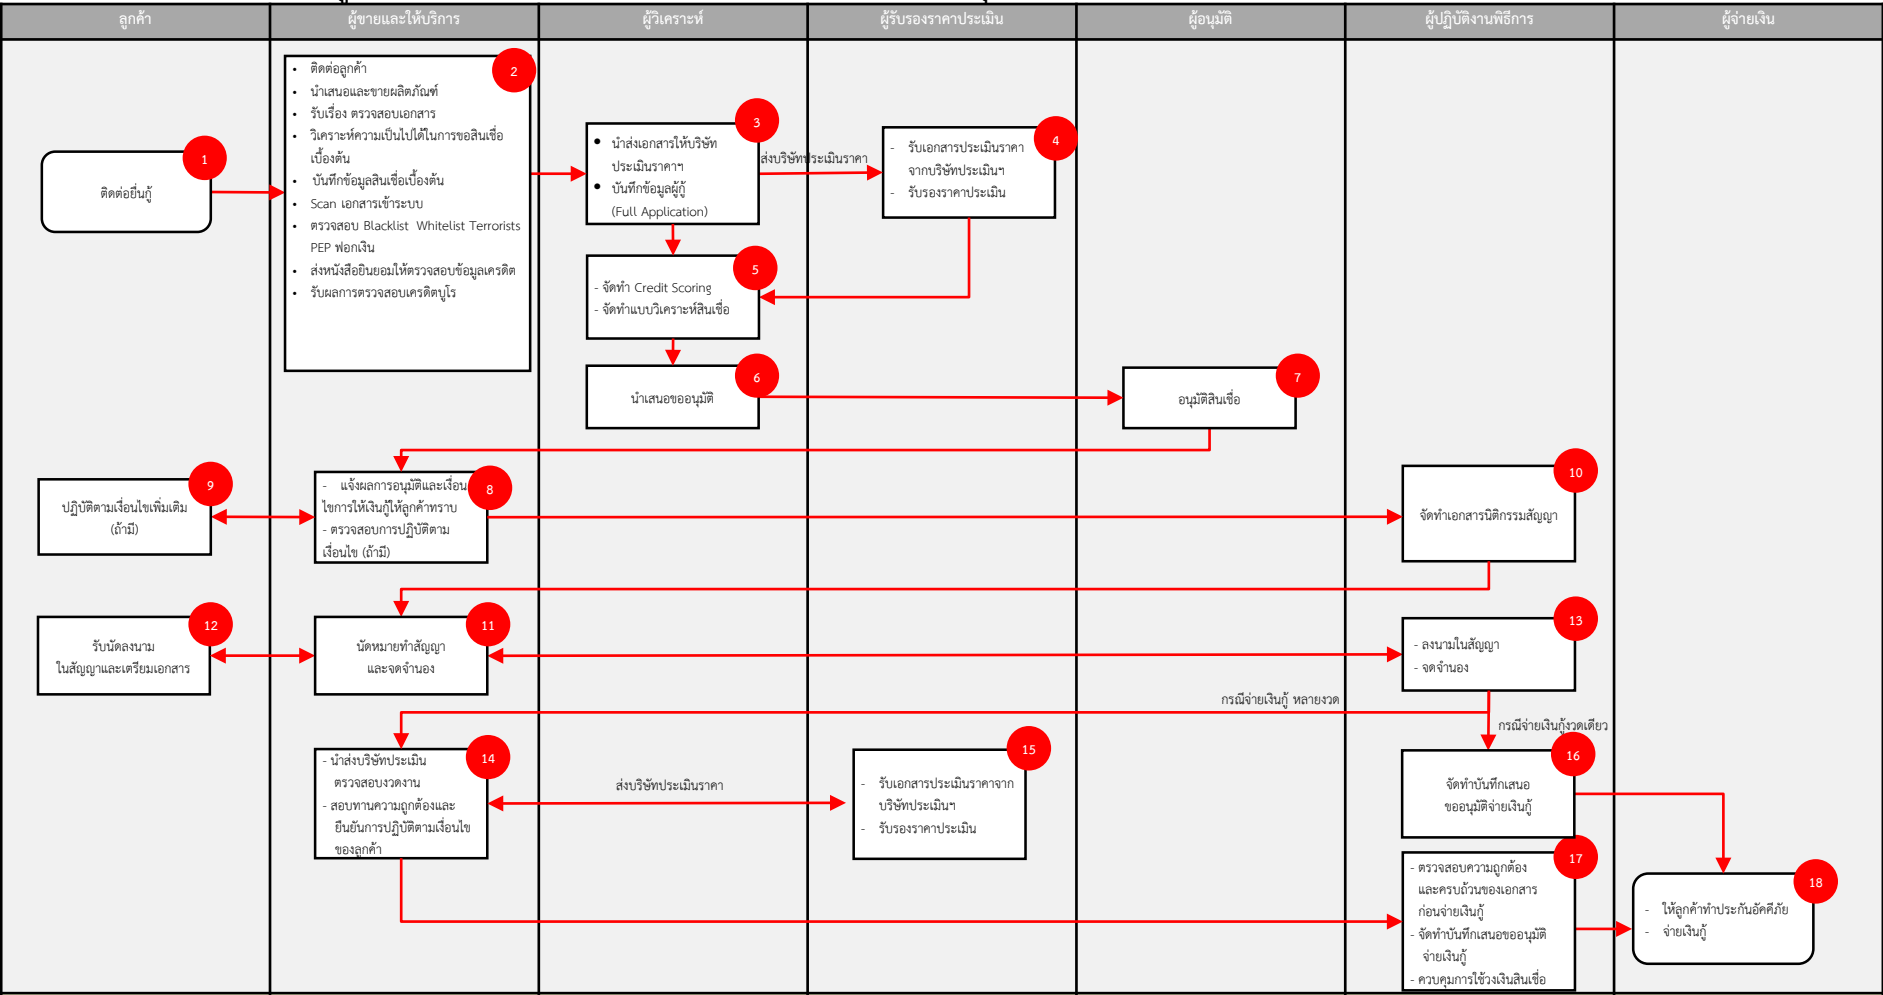 ลูกค้า
ผู้ขายและให้บริการ
ผู้วิเคราะห์
ผู้รับรองราคาประเมิน
ผู้อนุมัติ
ผู้ปฏิบัติงานพิธีการ
ผู้จ่ายเงิน
1
ติดต่อยื่นกู้
2
• ติดต่อลูกค้า
• นำเสนอและขายผลิตภัณฑ์
• รับเรื่อง ตรวจสอบเอกสาร
• วิเคราะห์ความเป็นไปได้ในการขอสินเชื่อ
เบื้องต้น
• บันทึกข้อมูลสินเชื่อเบื้องต้น
• Scan เอกสารเข้าระบบ
• ตรวจสอบ Blacklist Whitelist Terrorists
PEP ฟอกเงิน
• ส่งหนังสือยินยอมให้ตรวจสอบข้อมูลเครดิต
• รับผลการตรวจสอบเครดิตบูโร
3
• นำส่งเอกสารให้บริษัท
ประเมินราคาฯ
• บันทึกข้อมูลผู้กู้
(Full Application)
ส่งบริษัทประเมินราคา
4
- รับเอกสารประเมินราคา
จากบริษัทประเมินฯ
- รับรองราคาประเมิน
5
- จัดทำ Credit Scoring
- จัดทำแบบวิเคราะห์สินเชื่อ
6
นำเสนอขออนุมัติ
7
อนุมัติสินเชื่อ
8
- แจ้งผลการอนุมัติและเงื่อน
ไขการให้เงินกู้ให้ลูกค้าทราบ
- ตรวจสอบการปฏิบัติตาม
เงื่อนไข (ถ้ามี)
9
ปฏิบัติตามเงื่อนไขเพิ่มเติม
(ถ้ามี)
10
จัดทำเอกสารนิติกรรมสัญญา
11
นัดหมายทำสัญญา
และจดจำนอง
12
รับนัดลงนาม
ในสัญญาและเตรียมเอกสาร
13
- ลงนามในสัญญา
- จดจำนอง
กรณีจ่ายเงินกู้ หลายงวด
กรณีจ่ายเงินกู้งวดเดียว
14
- นำส่งบริษัทประเมิน
ตรวจสอบงวดงาน
- สอบทานความถูกต้องและ
ยืนยันการปฏิบัติตามเงื่อนไข
ของลูกค้า
ส่งบริษัทประเมินราคา
15
- รับเอกสารประเมินราคาจาก
บริษัทประเมินฯ
- รับรองราคาประเมิน
16
จัดทำบันทึกเสนอ
ขออนุมัติจ่ายเงินกู้
17
- ตรวจสอบความถูกต้อง
และครบถ้วนของเอกสาร
ก่อนจ่ายเงินกู้
- จัดทำบันทึกเสนอขออนุมัติ
จ่ายเงินกู้
- ควบคุมการใช้วงเงินสินเชื่อ
18
- ให้ลูกค้าทำประกันอัคคีภัย
- จ่ายเงินกู้